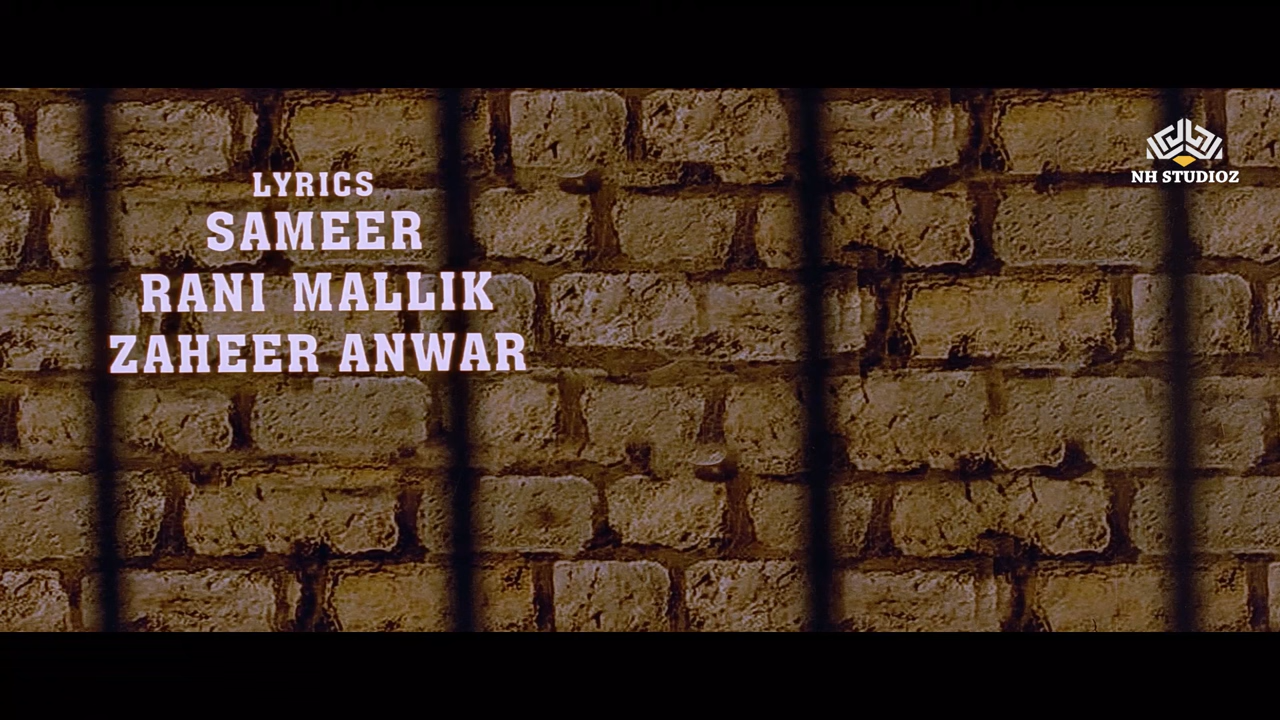 LYRICS
SAMEER
RANI MALLIK
ZAHEER ANWAR
NH STUDIOZ